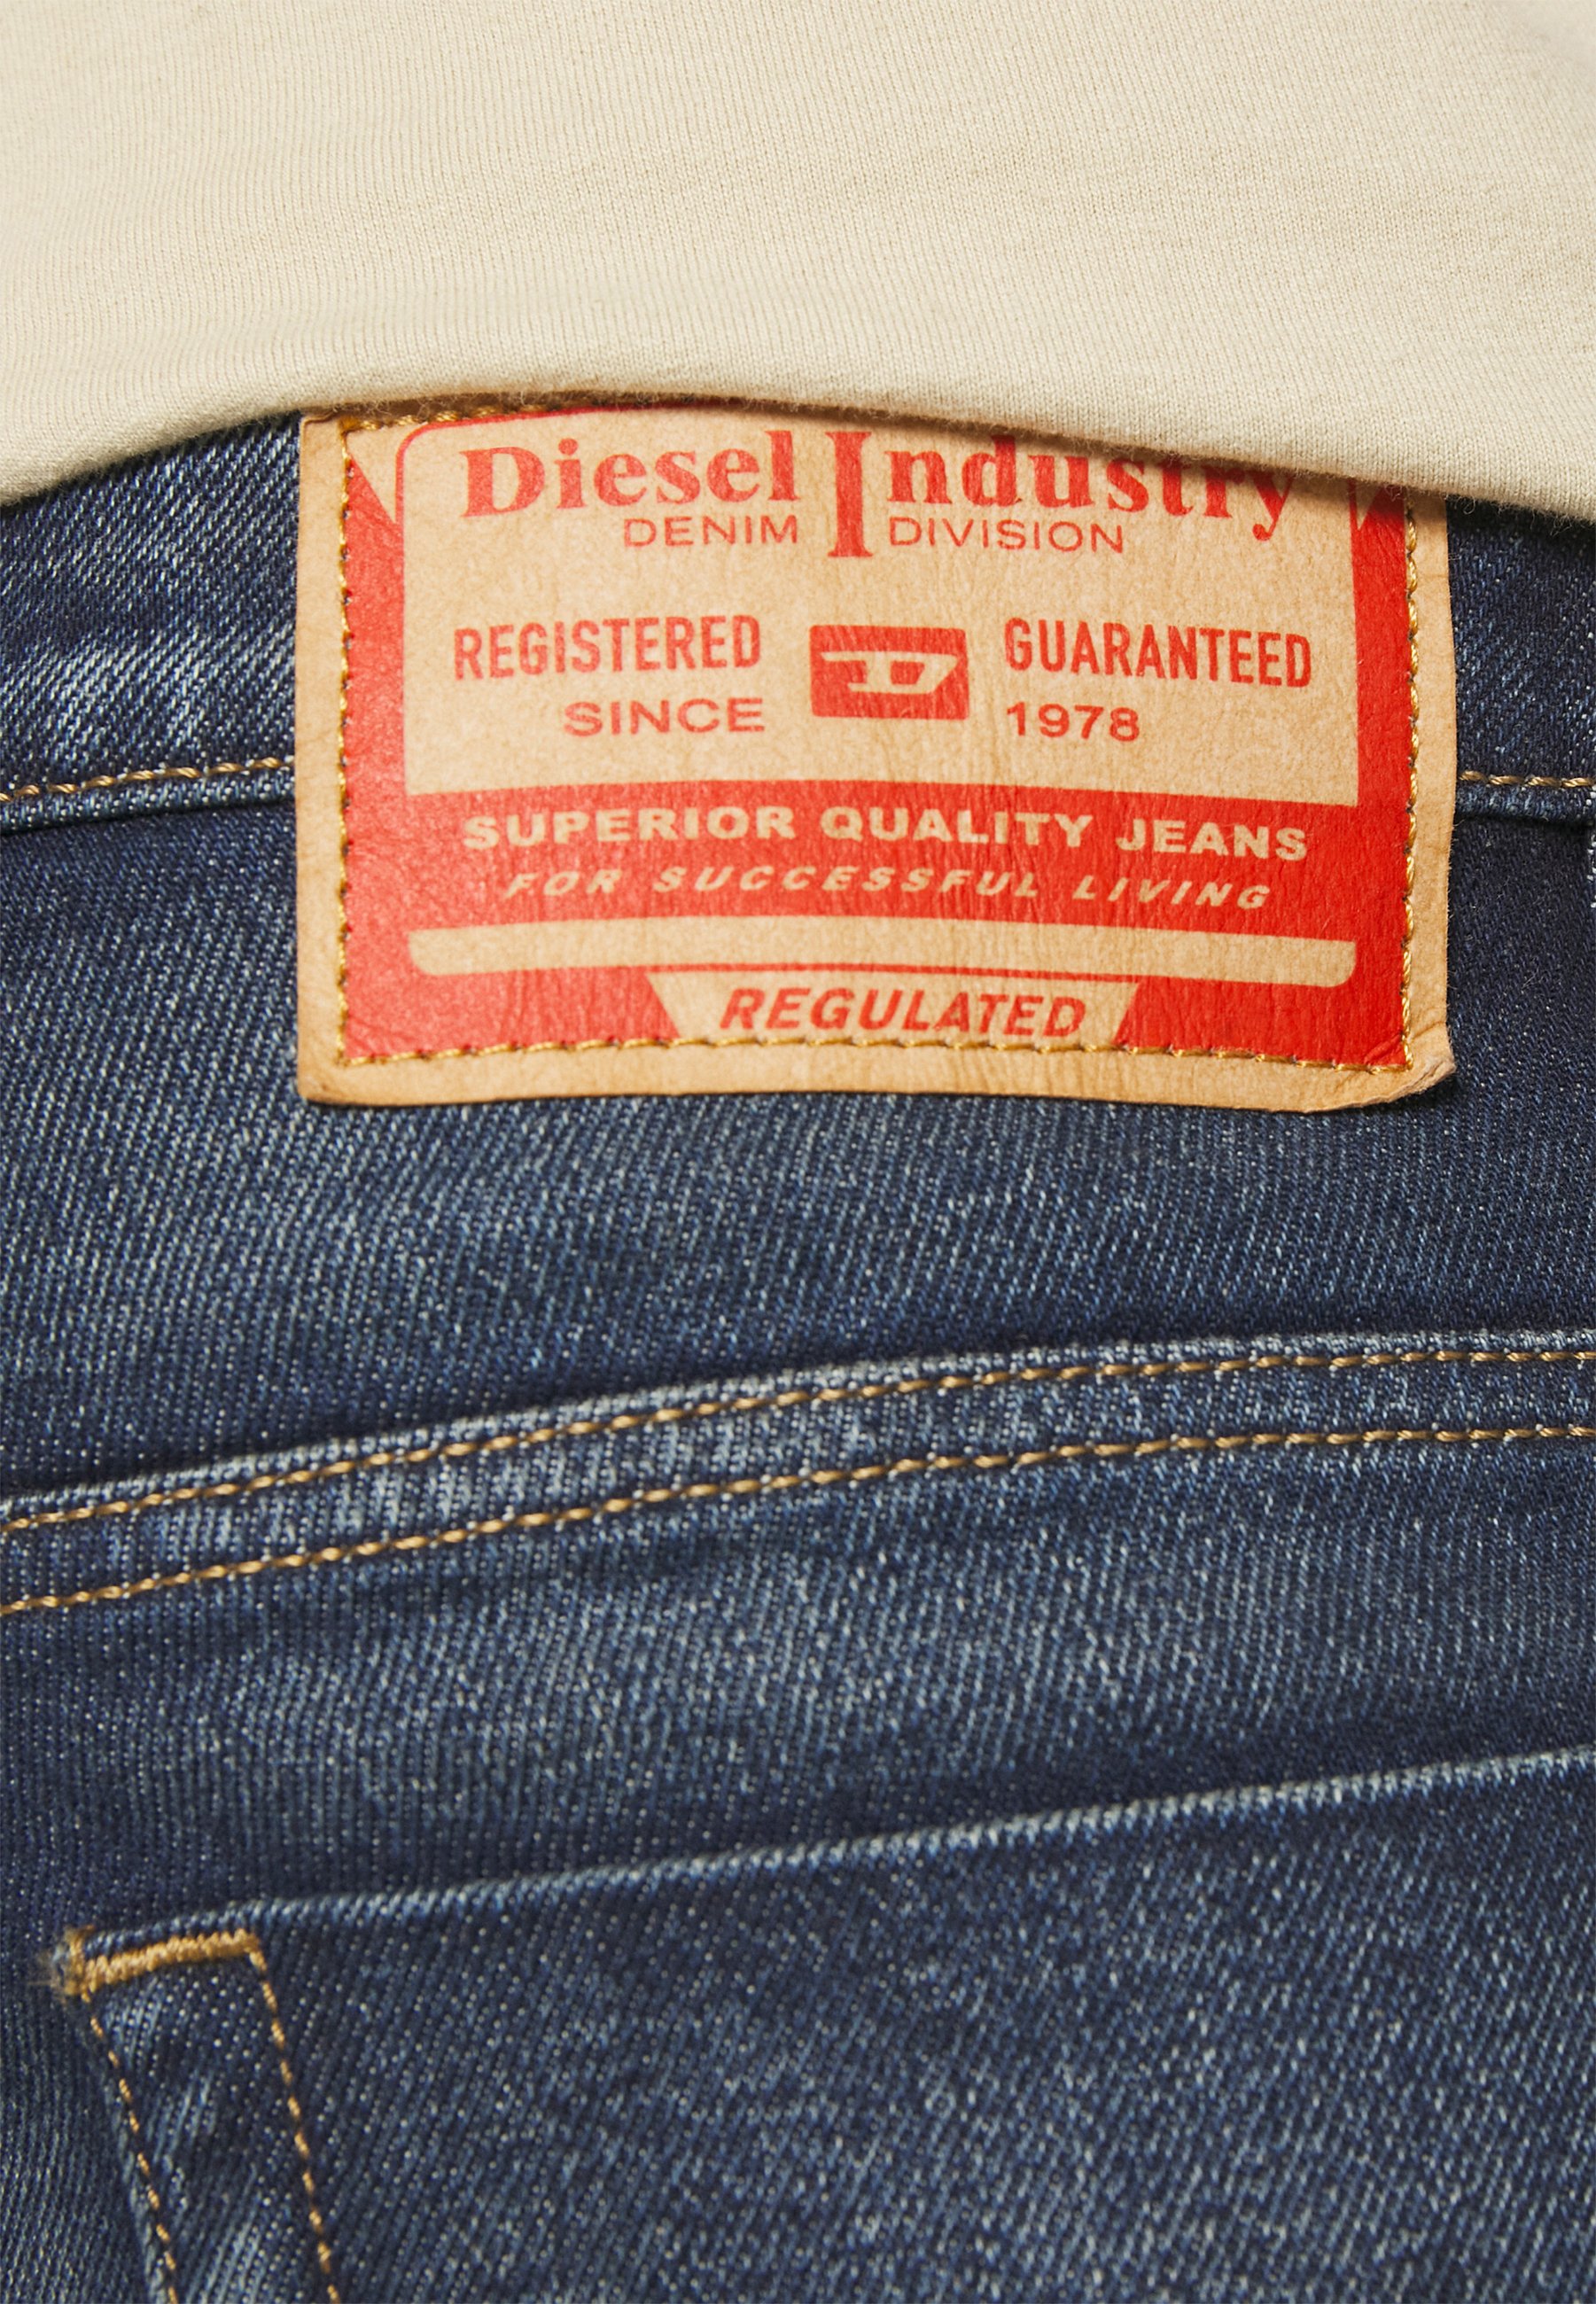 Diesel Industry
DENIM DIVISION
REGISTERED D GUARANTEED
SINCE 1978
SUPERIOR QUALITY JEANS
FOR SUCCESSFUL LIVING
REGULATED